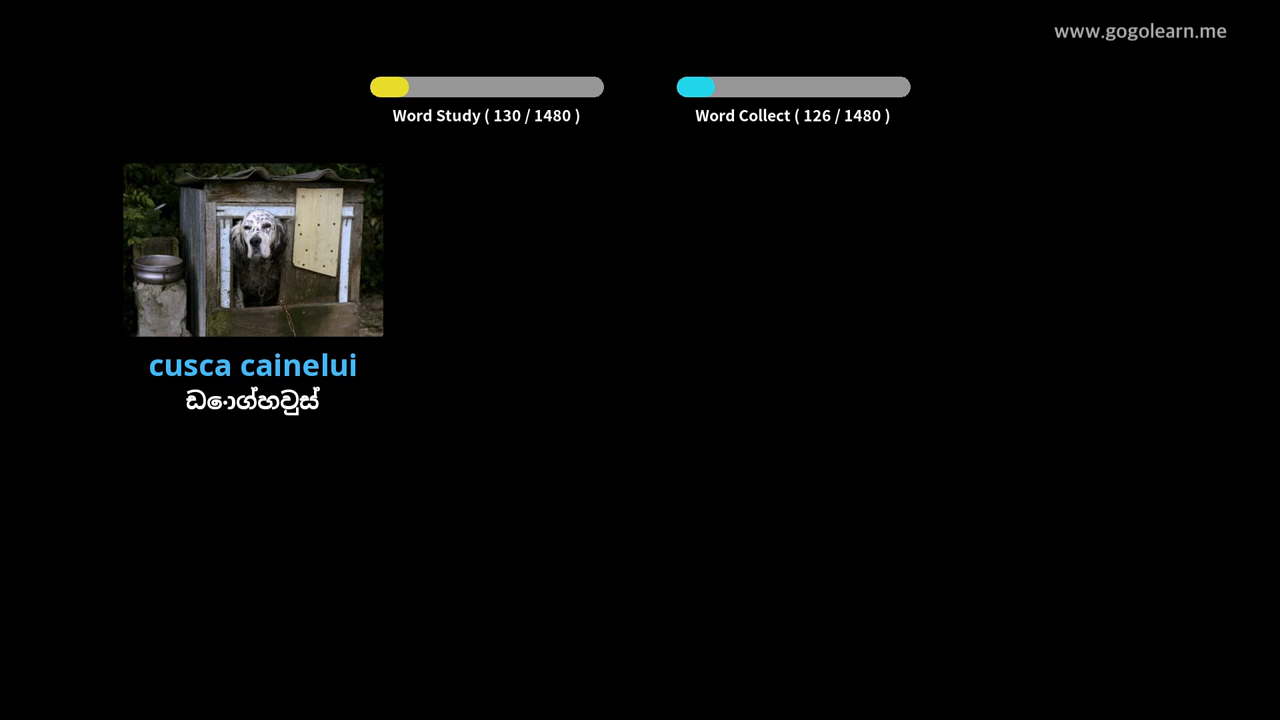 www.gogolearn.me
Word Study ( 130 / 1480 )
Word Collect ( 126 / 1480 )
cusca cainelui
ඩො​ග්හවුස්